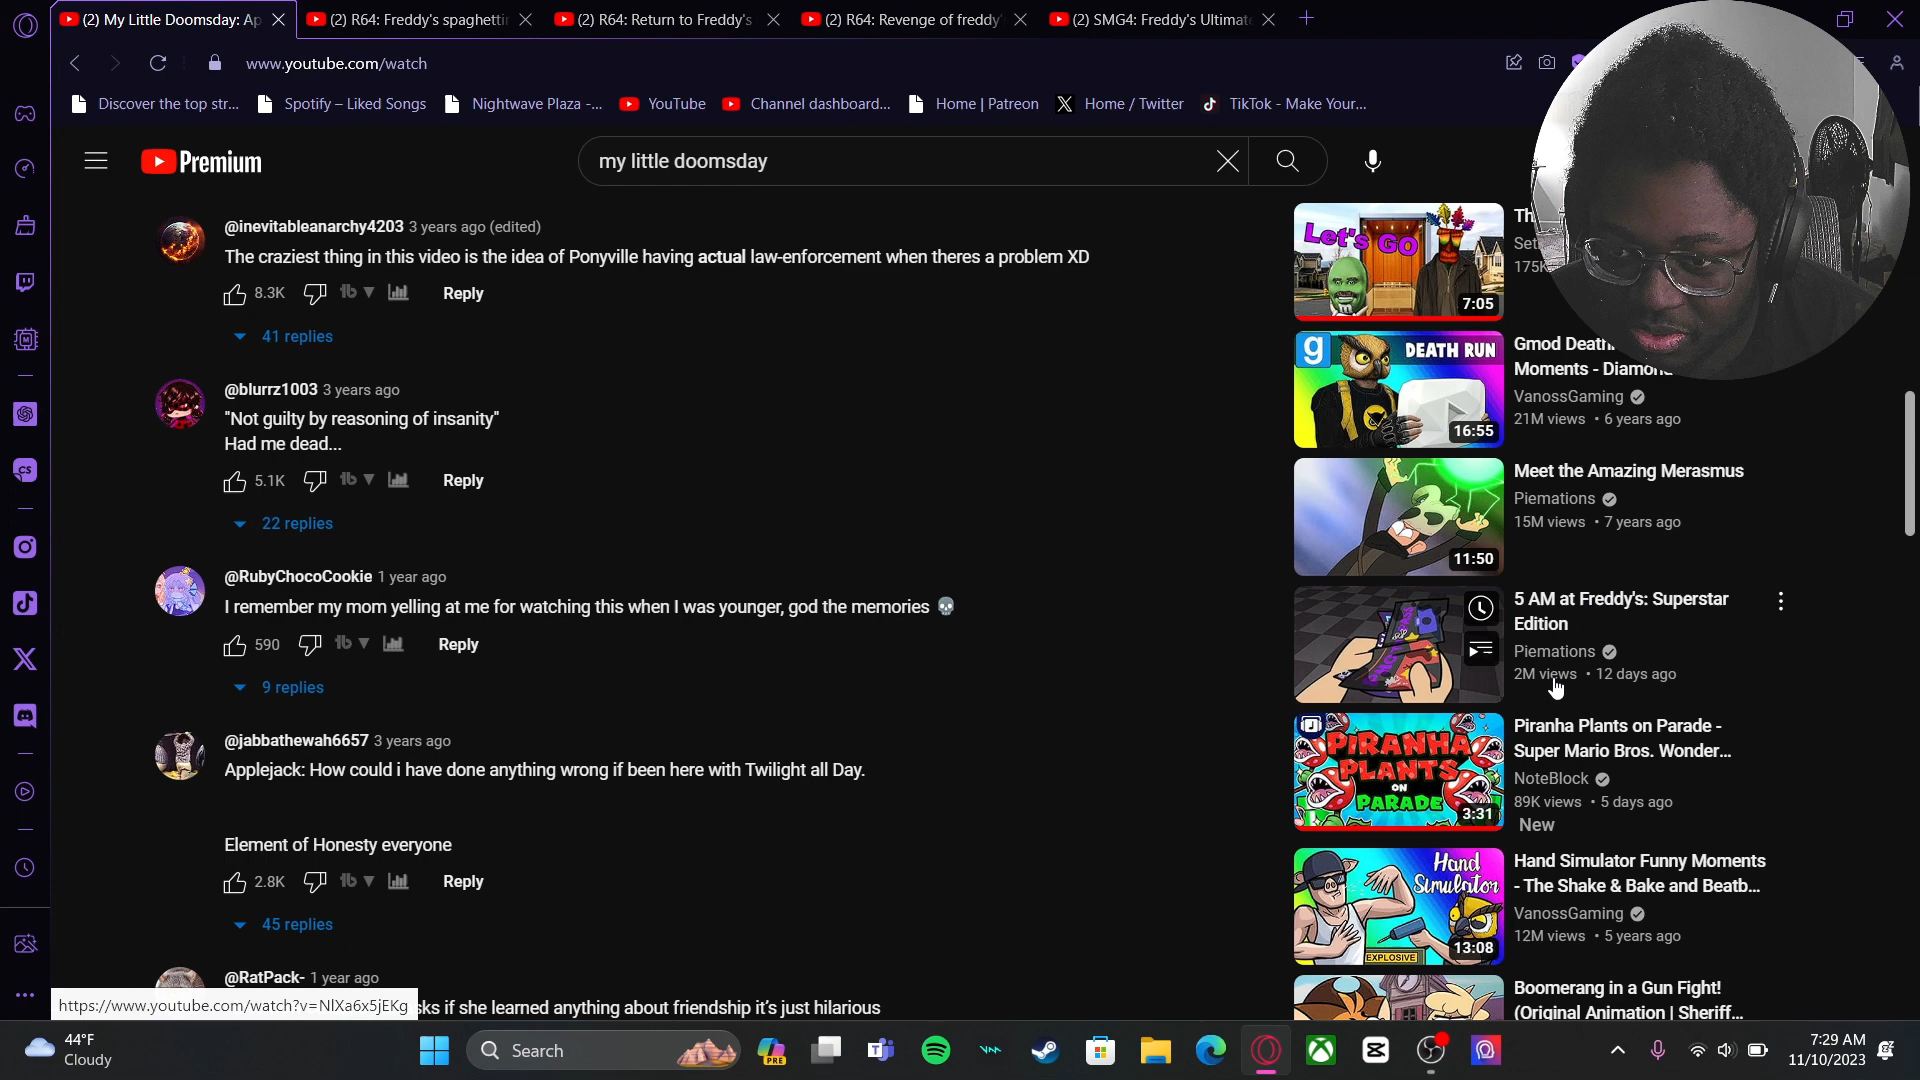 (2) My Little Doomsday: Ap
(2) R64: Freddy's spaghettir
(2) R64: Return to Freddy's
(2) R64: Revenge of freddy'
(2) SMG4: Freddy's Ultimate
www.youtube.com/watch
Discover the top str...
Spotify – Liked Songs
Nightwave Plaza -...
YouTube
Channel dashboard...
Home | Patreon
Home / Twitter
TikTok - Make Your...
Premium
my little doomsday
@inevitableanarchy4203 3 years ago (edited)
The craziest thing in this video is the idea of Ponyville having actual law-enforcement when theres a problem XD
8.3K
Reply
41 replies
@blurrz1003 3 years ago
"Not guilty by reasoning of insanity"
Had me dead...
5.1K
Reply
22 replies
@RubyChocoCookie 1 year ago
I remember my mom yelling at me for watching this when I was younger, god the memories 💀
590
Reply
9 replies
@jabbathewah6657 3 years ago
Applejack: How could i have done anything wrong if been here with Twilight all Day.
Element of Honesty everyone
2.8K
Reply
45 replies
@RatPack- 1 year ago
if she learned anything about friendship it's just hilarious
https://www.youtube.com/watch?v=NlXa6x5jEKg
Let's GO
7:05
175K
g
DEATH RUN
16:55
Gmod
Moments -
VanossGaming
21M views • 6 years ago
11:50
Meet the Amazing Merasmus
Piemations
15M views • 7 years ago
5 AM at Freddy's: Superstar
Edition
Piemations
2M views • 12 days ago
PIRANHA
PLANTS
ON
PARADE
3:31
Piranha Plants on Parade -
Super Mario Bros. Wonder...
NoteBlock
89K views • 5 days ago
New
Hand
Simulator
EXPLOSIVE
13:08
Hand Simulator Funny Moments
- The Shake & Bake and Beatb...
VanossGaming
12M views • 5 years ago
Boomerang in a Gun Fight!
(Original Animation | Sheriff...
44°F
Cloudy
Search
PRE
7:29 AM
11/10/2023